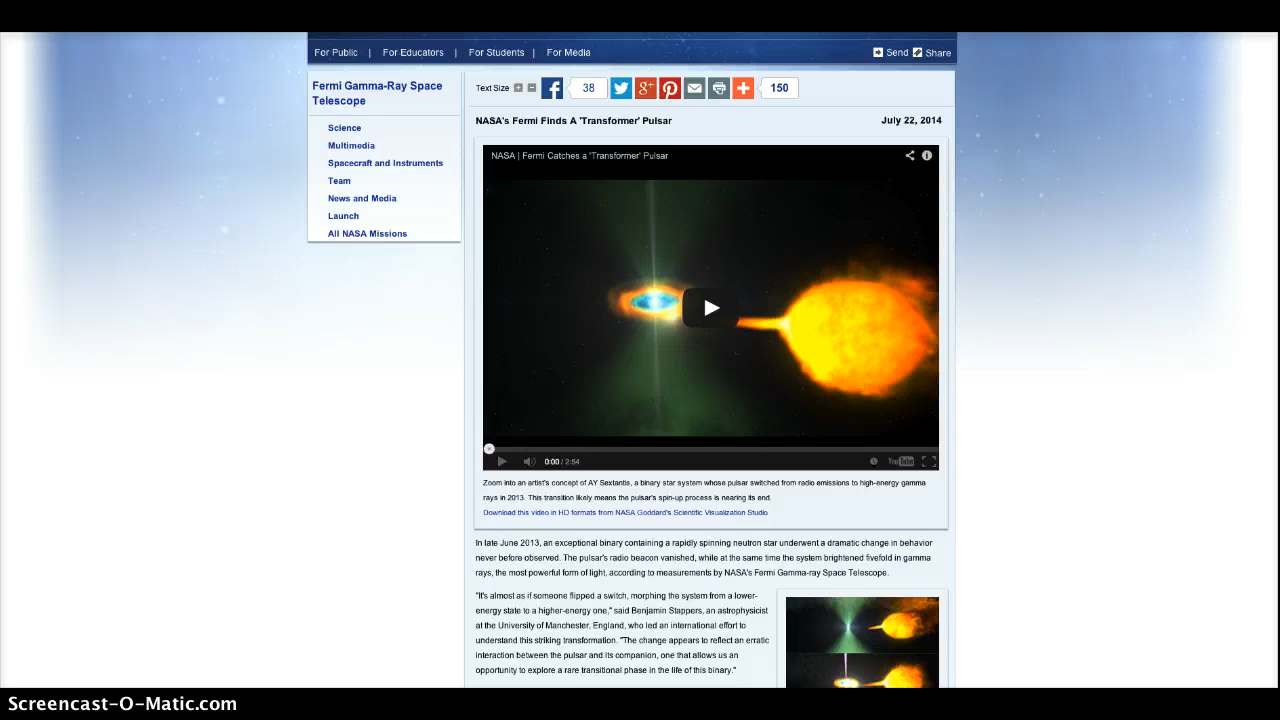 For Public | For Educators | For Students | For Media
Send Share
Fermi Gamma-Ray Space
Telescope
Science
Multimedia
Spacecraft and Instruments
Team
News and Media
Launch
All NASA Missions
Text Size + - f 38 g+ 150
NASA's Fermi Finds A 'Transformer' Pulsar July 22, 2014
NASA | Fermi Catches a 'Transformer' Pulsar
0:00 / 2:54 YouTube
Zoom into an artist's concept of AY Sextantis, a binary star system whose pulsar switched from radio emissions to high-energy gamma
rays in 2013. This transition likely means the pulsar's spin-up process is nearing its end.
Download this video in HD formats from NASA Goddard's Scientific Visualization Studio
In late June 2013, an exceptional binary containing a rapidly spinning neutron star underwent a dramatic change in behavior
never before observed. The pulsar's radio beacon vanished, while at the same time the system brightened fivefold in gamma
rays, the most powerful form of light, according to measurements by NASA's Fermi Gamma-ray Space Telescope.
"It's almost as if someone flipped a switch, morphing the system from a lower-
energy state to a higher-energy one," said Benjamin Stappers, an astrophysicist
at the University of Manchester, England, who led an international effort to
understand this striking transformation. "The change appears to reflect an erratic
interaction between the pulsar and its companion, one that allows us an
opportunity to explore a rare transitional phase in the life of this binary."
Screencast-O-Matic.com